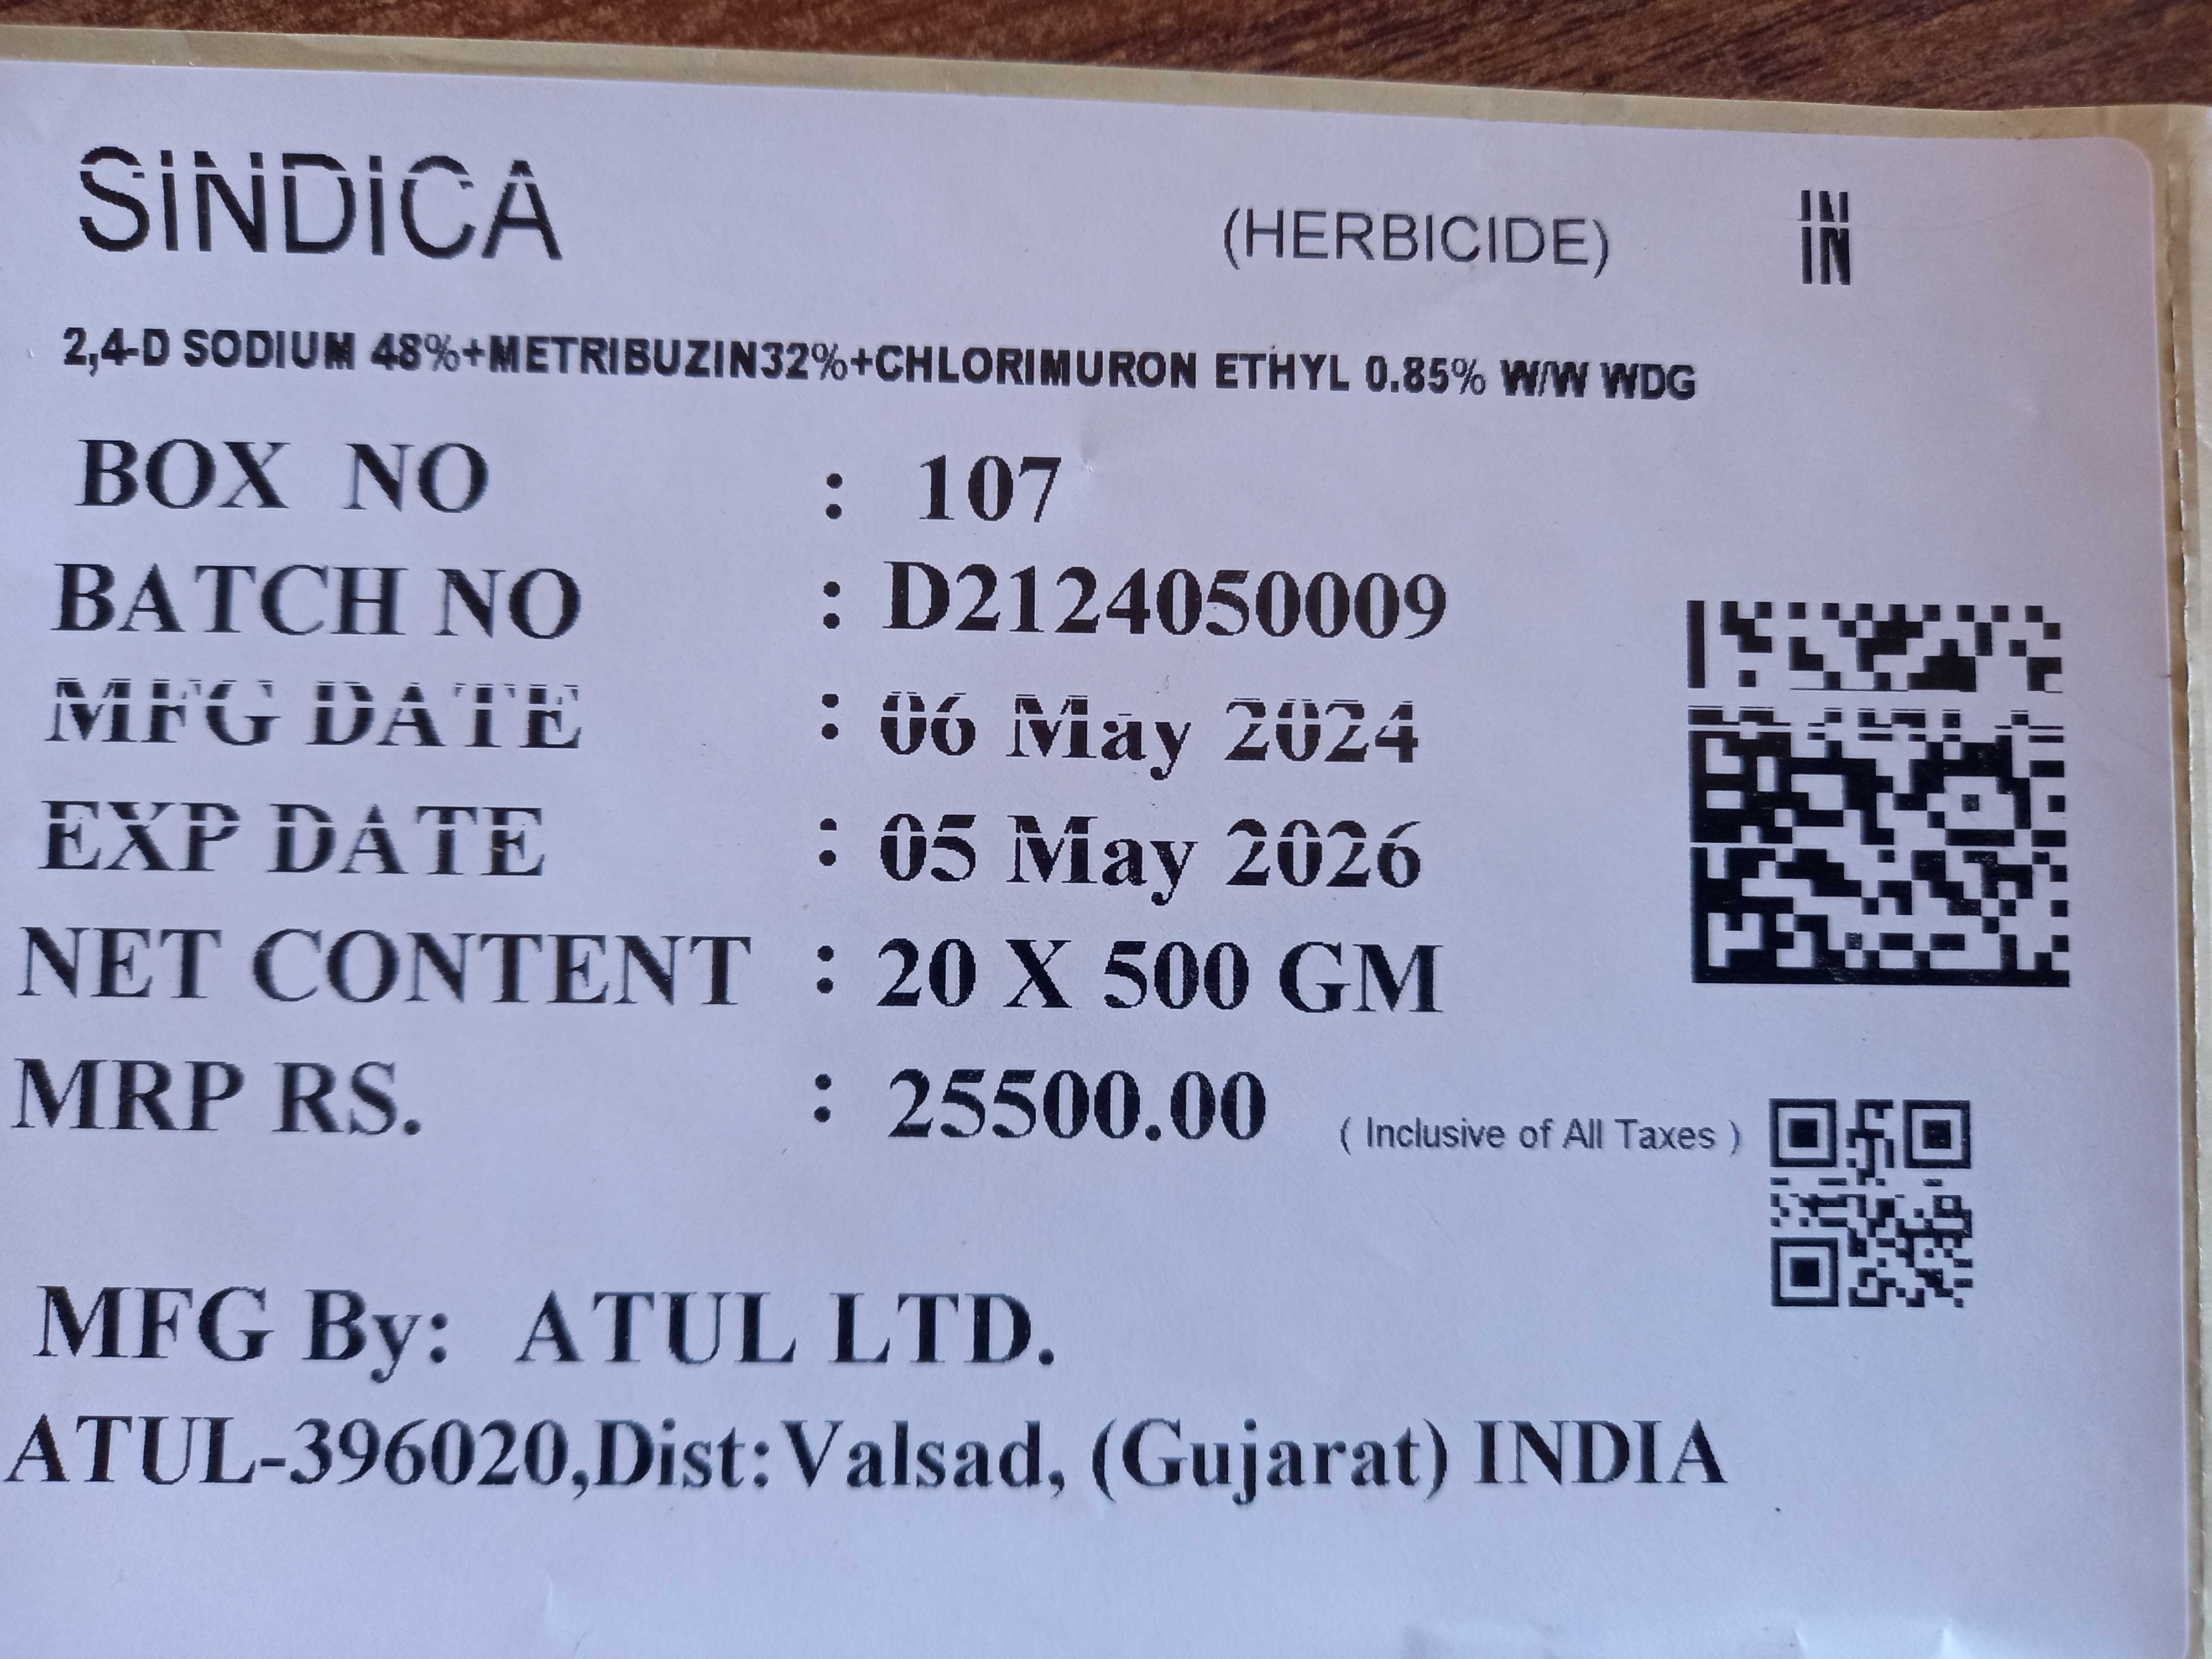 SiNDiCA (HERBICIDE) IN
2,4-D SODIUM 48%+METRIBUZIN32%+CHLORIMURON ETHYL 0.85% W/W WDG
BOX NO : 107
BATCH NO : D2124050009
MFG DATE : 06 May 2024
EXP DATE : 05 May 2026
NET CONTENT : 20 X 500 GM
MRP RS. : 25500.00 ( Inclusive of All Taxes )
MFG By: ATUL LTD.
ATUL-396020,Dist:Valsad, (Gujarat) INDIA